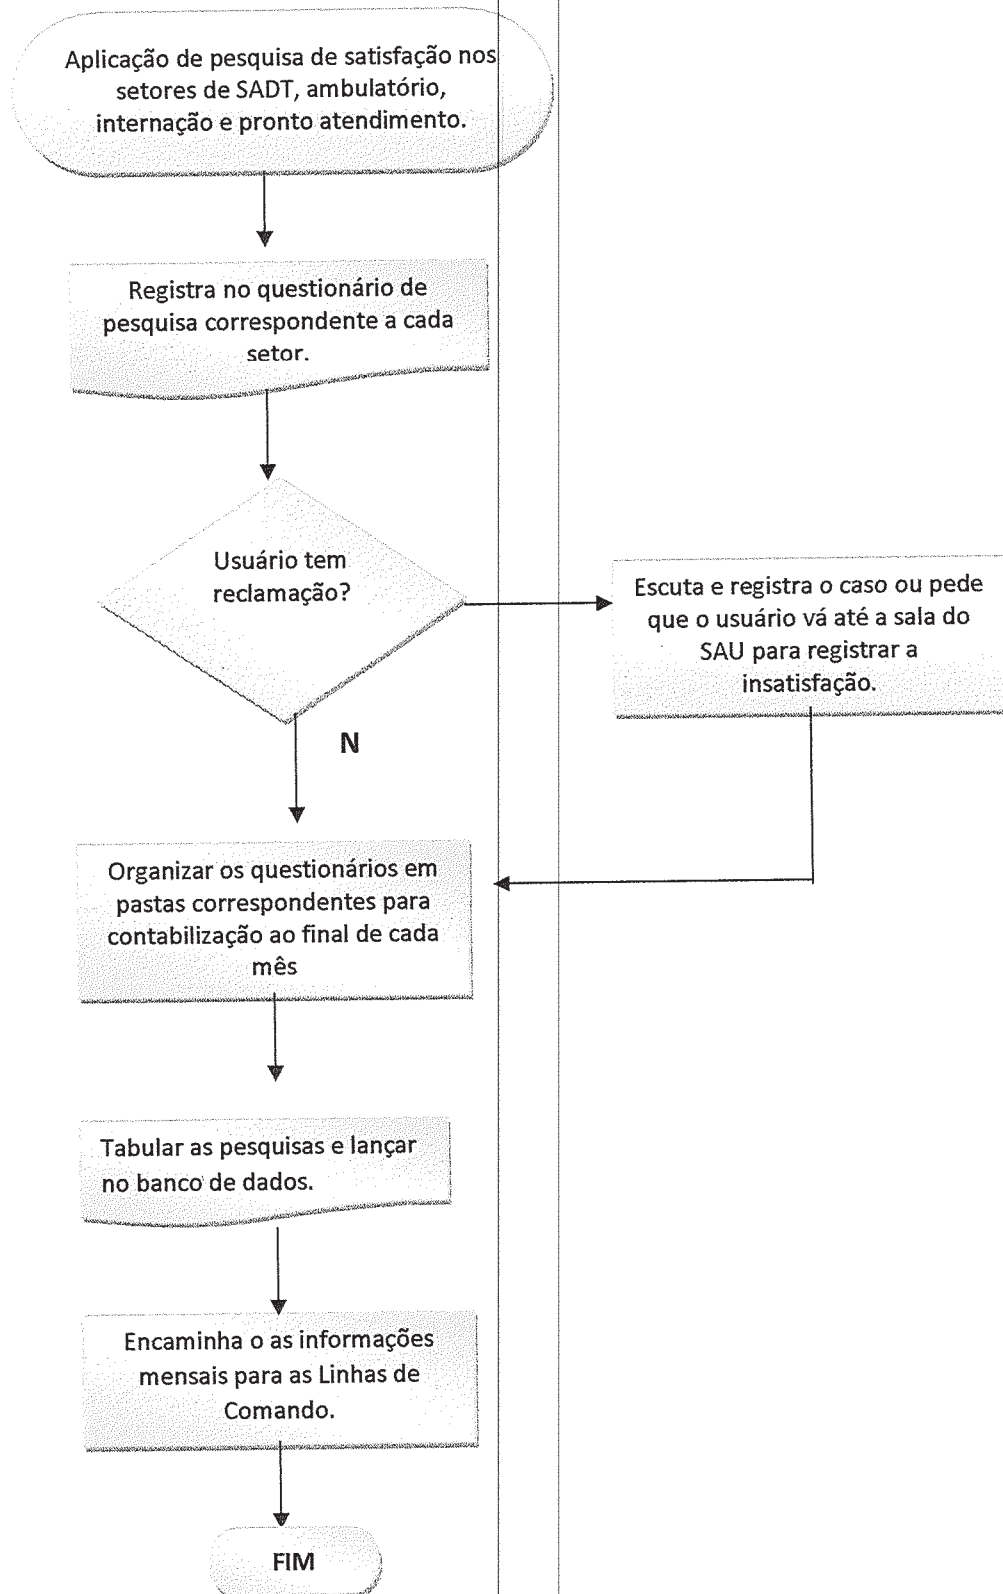 Aplicação de pesquisa de satisfação nos
setores de SADT, ambulatório,
internação e pronto atendimento.
Registra no questionário de
pesquisa correspondente a cada
setor.
Usuário tem
reclamação?
Escuta e registra o caso ou pede
que o usuário vá até a sala do
SAU para registrar a
insatisfação.
N
Organizar os questionários em
pastas correspondentes para
contabilização ao final de cada
mês
Tabular as pesquisas e lançar
no banco de dados.
Encaminha o as informações
mensais para as Linhas de
Comando.
FIM